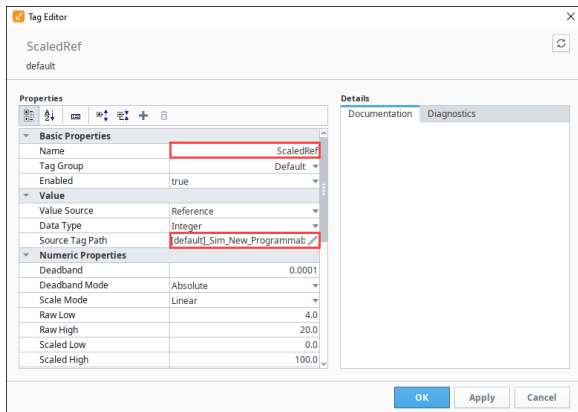 Tag Editor
ScaledRef
default
Properties
Details
Documentation Diagnostics
Basic Properties
Name ScaledRef
Tag Group Default
Enabled true
Value
Value Source Reference
Data Type Integer
Source Tag Path [default]_Sim_New_Programmab
Numeric Properties
Deadband 0.0001
Deadband Mode Absolute
Scale Mode Linear
Raw Low 4.0
Raw High 20.0
Scaled Low 0.0
Scaled High 100.0
OK Apply Cancel